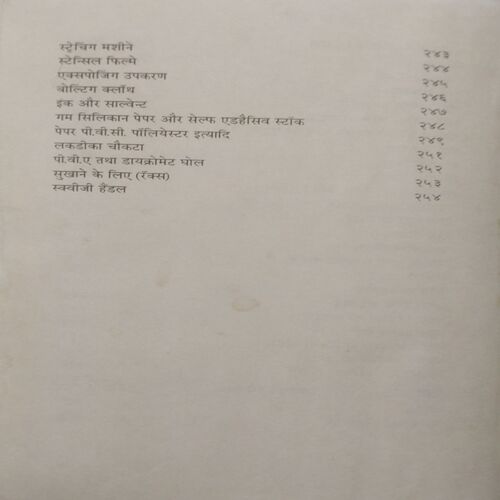 स्ट्रेचिंग मशीने २४३
स्टेन्सिल फिल्मे २४४
एक्सपोजिग उपकरण २४५
बोल्टिग क्लॉथ २४६
इंक और साल्वेन्ट २४७
गम सिलिकान पेपर और सेल्फ एडहैसिव स्टॉक २४८
पेपर पी.वी.सी. पॉलियेस्टर इत्यादि २४९
लकडीका चौकटा २५१
पी.वी.ए तथा डायक्रोमेट घोल २५२
सुखाने के लिए (रॅक्स) २५३
स्क्वीजी हैंडल २५४